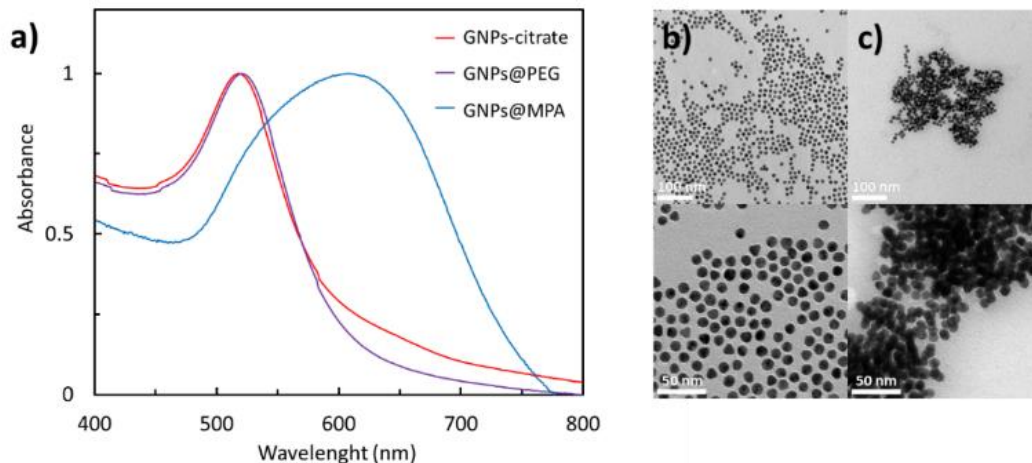 a)
GNPs-citrate
GNPs@PEG
GNPs@MPA
1
0.5
0
Absorbance
400
500
600
700
800
Wavelenght (nm)
b)
c)
100 nm
100 nm
50 nm
50 nm